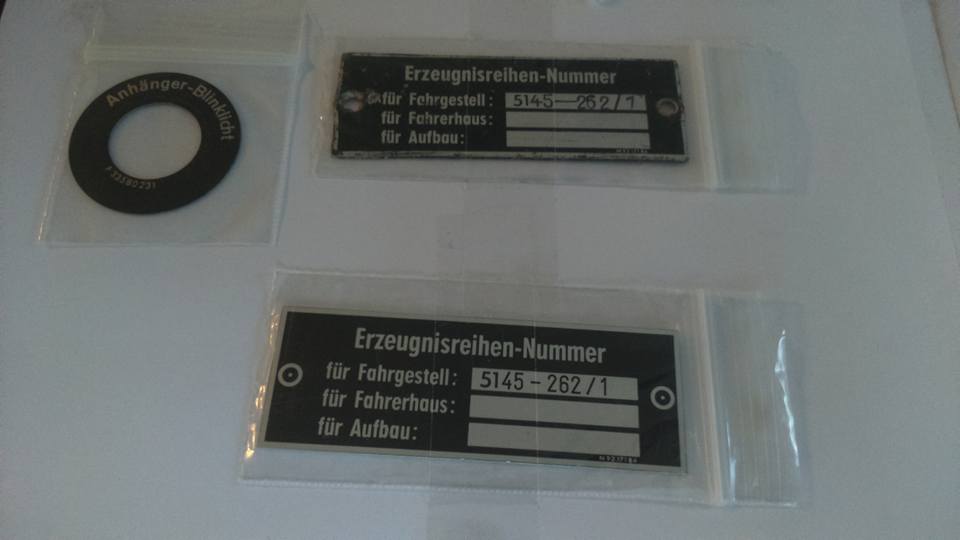 Anhänger-Blinklicht
F33580231
Erzeugnisreihen-Nummer
für Fahrgestell: 5145-262/1
für Fahrerhaus:
für Aufbau:
Erzeugnisreihen-Nummer
für Fahrgestell: 5145-262/1
für Fahrerhaus:
für Aufbau: